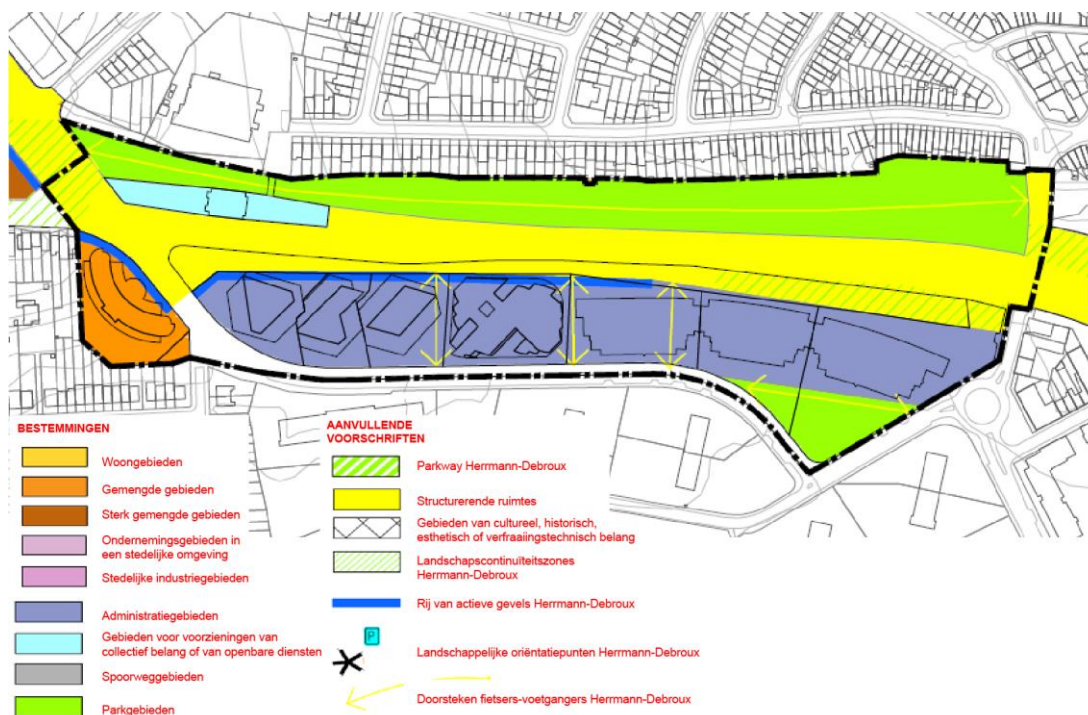 BESTEMMINGEN
Woongebieden
Gemengde gebieden
Sterk gemengde gebieden
Ondernemingsgebieden in
een stedelijke omgeving
Stedelijke industriegebieden
Administratiegebieden
Gebieden voor voorzieningen van
collectief belang of van openbare diensten
Spoorweggebieden
Parkgebieden
AANVULLENDE
VOORSCHRIFTEN
Parkway Herrmann-Debroux
Structurerende ruimtes
Gebieden van cultureel, historisch,
esthetisch of verfraaiingstechnisch belang
Landschapscontinuïteitszones
Herrmann-Debroux
Rij van actieve gevels Herrmann-Debroux
P
Landschappelijke oriëntatiepunten Herrmann-Debroux
Doorsteken fietsers-voetgangers Herrmann-Debroux